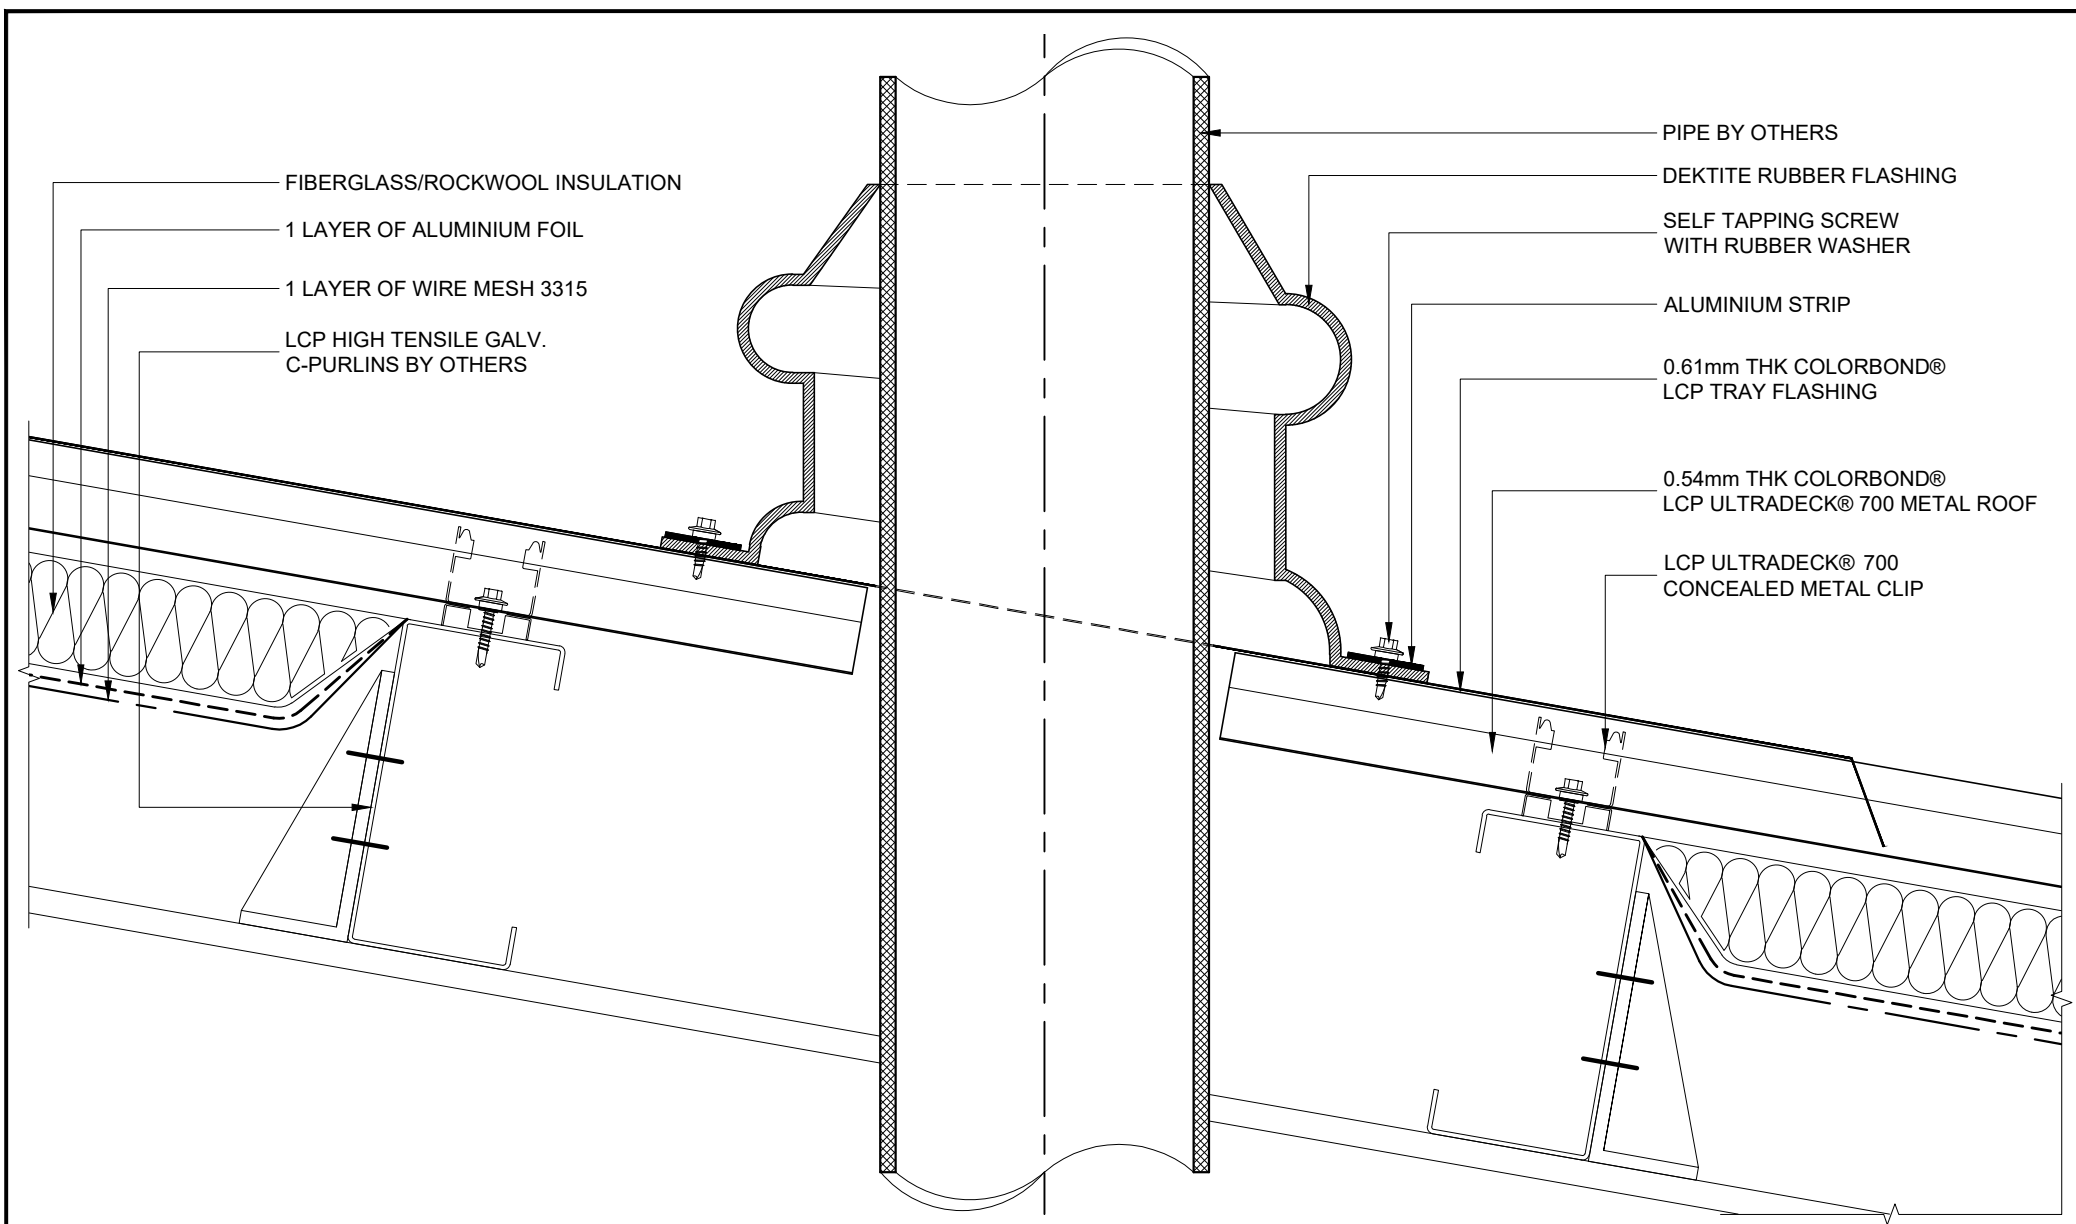 FIBERGLASS/ROCKWOOL INSULATION
1 LAYER OF ALUMINIUM FOIL
1 LAYER OF WIRE MESH 3315
LCP HIGH TENSILE GALV.
C-PURLINS BY OTHERS
PIPE BY OTHERS
DEKTITE RUBBER FLASHING
SELF TAPPING SCREW
WITH RUBBER WASHER
ALUMINIUM STRIP
0.61mm THK COLORBOND®
LCP TRAY FLASHING
0.54mm THK COLORBOND®
LCP ULTRADECK® 700 METAL ROOF
LCP ULTRADECK® 700
CONCEALED METAL CLIP